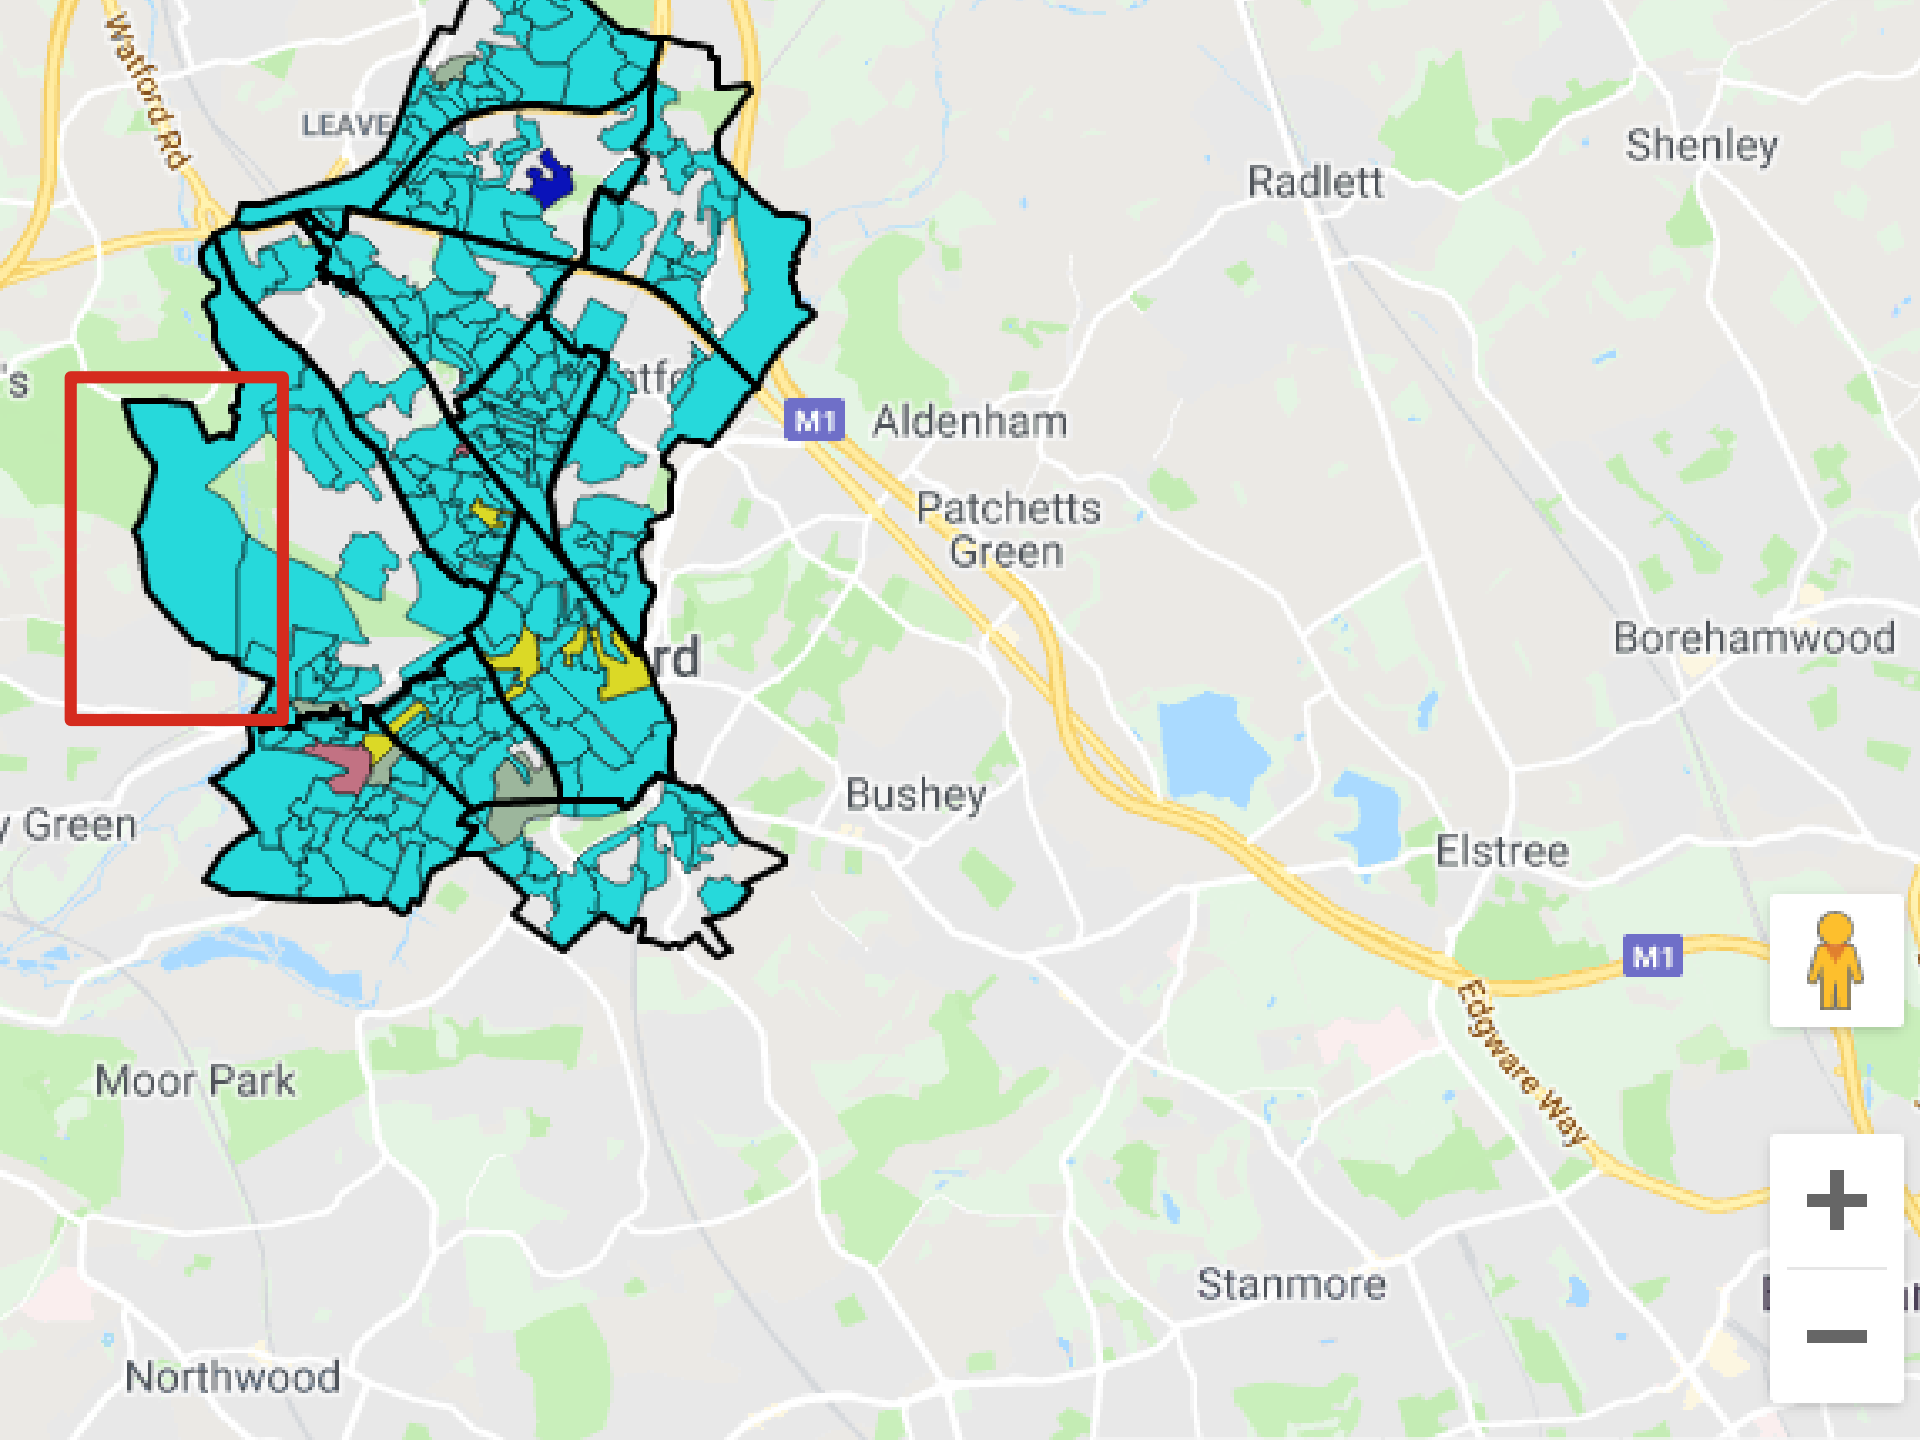 Watford Rd
LEAVE
Shenley
Radlett
's
atfo
M1
Aldenham
Patchetts
Green
Borehamwood
rd
Bushey
y Green
Elstree
M1
Edgware Way
Moor Park
Stanmore
Northwood